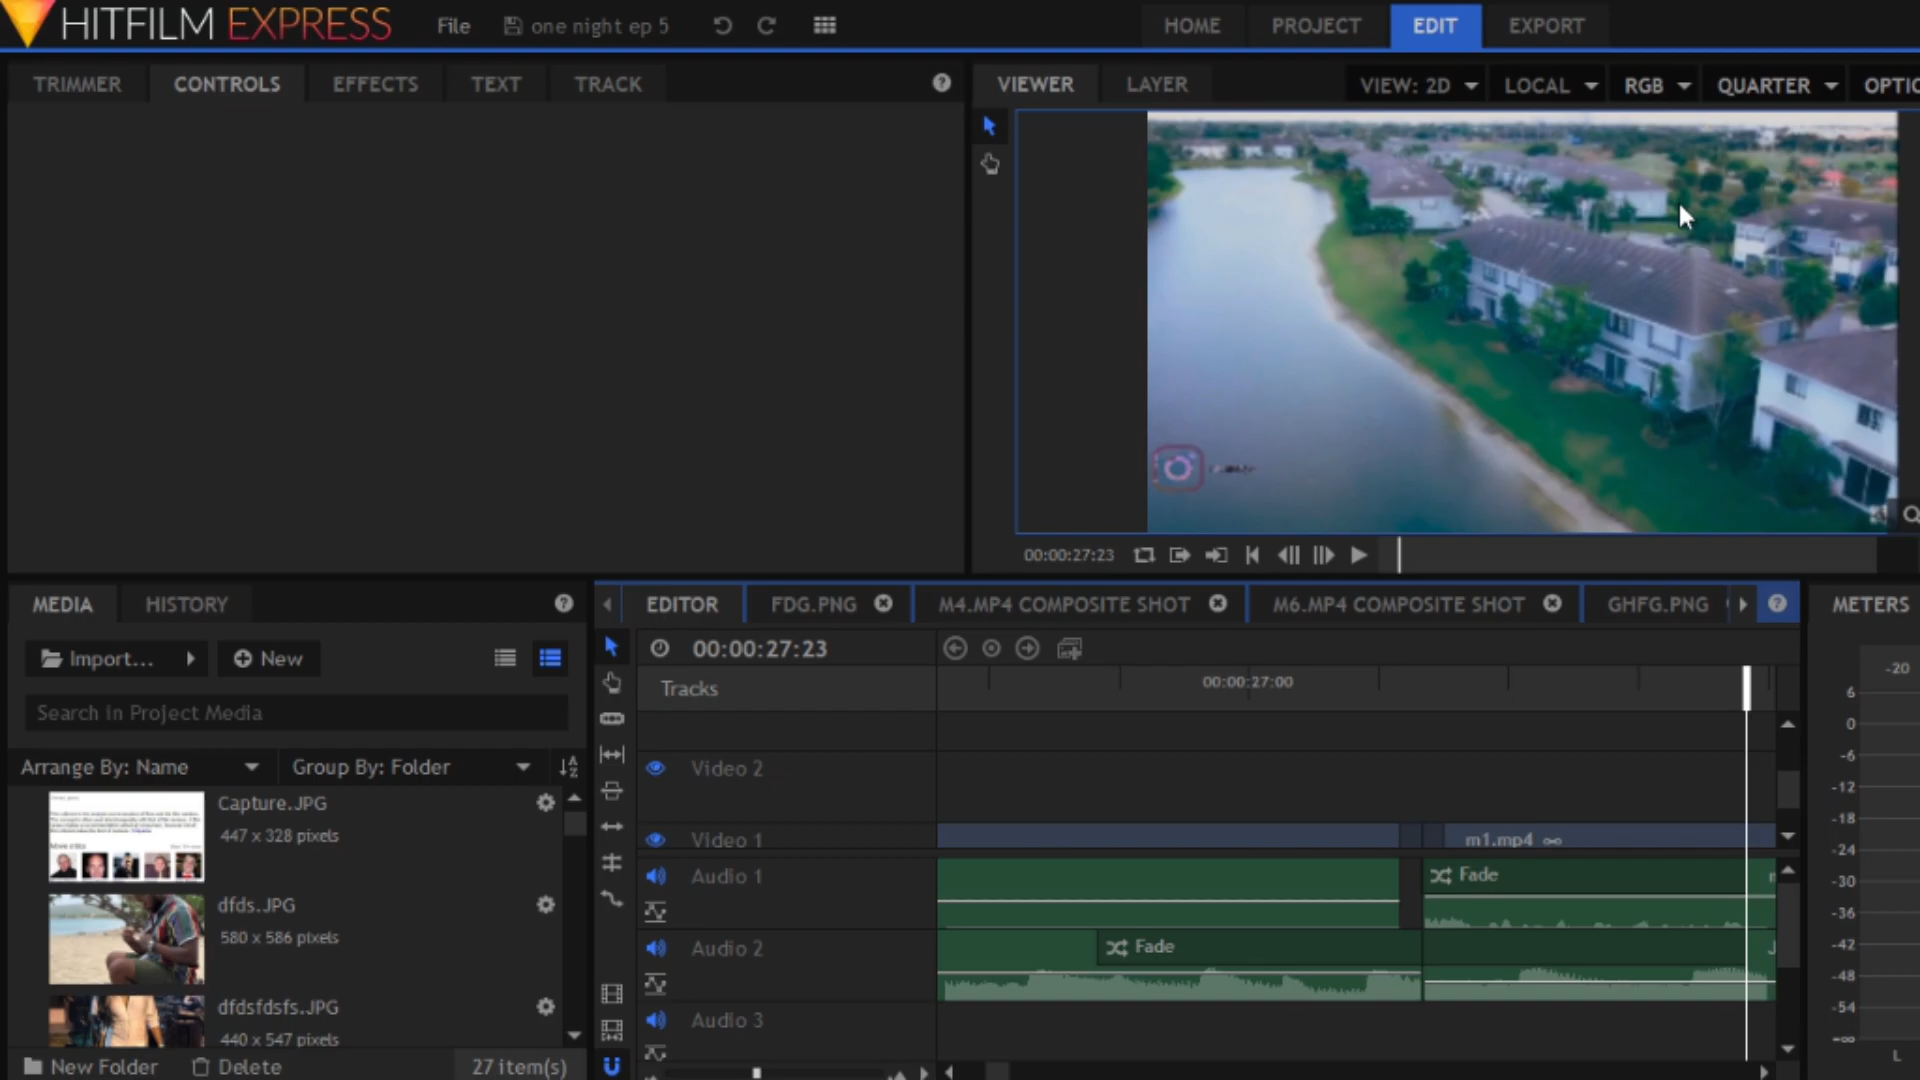 HITFILM EXPRESS
File
one night ep 5
HOME
PROJECT
EDIT
EXPORT
TRIMMER
CONTROLS
EFFECTS
TEXT
TRACK
VIEWER
LAYER
VIEW: 2D
LOCAL
RGB
QUARTER
OPTIO
00:00:27:23
MEDIA
HISTORY
Import...
New
Search in Project Media
Arrange By: Name
Group By: Folder
Capture.JPG
447 x 328 pixels
dfds.JPG
580 x 586 pixels
dfdsfdsfs.JPG
440 x 547 pixels
New Folder
Delete
27 item(s)
EDITOR
FDG.PNG
M4.MP4 COMPOSITE SHOT
M6.MP4 COMPOSITE SHOT
GHFG.PNG
00:00:27:23
Tracks
00:00:27:00
Video 2
Video 1
m1.mp4
Audio 1
Fade
Audio 2
Fade
Audio 3
METERS
-20
6
0
-6
-12
-18
-24
-30
-36
-42
-48
-54
-∞
L